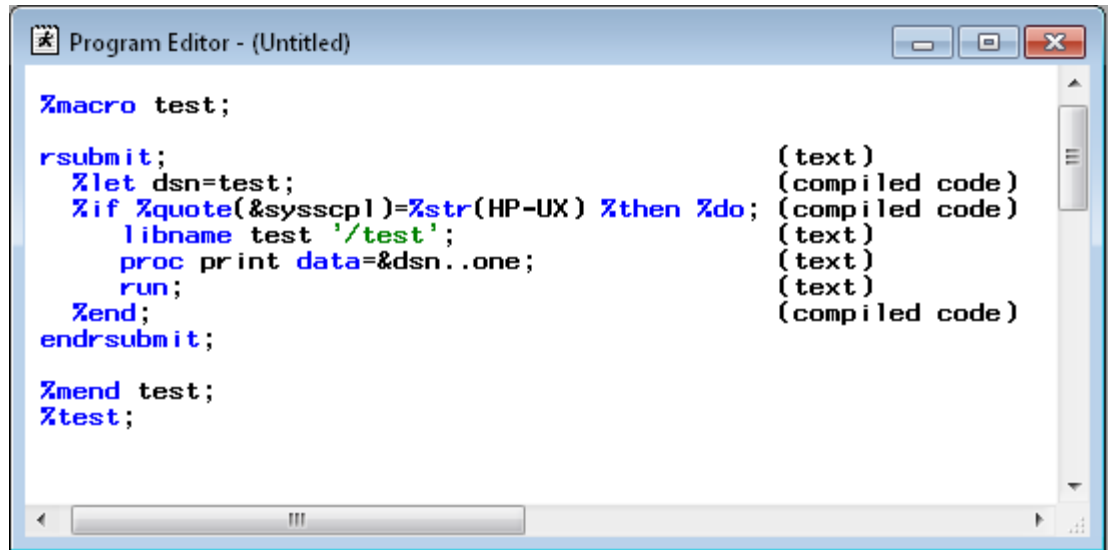 Program Editor - (Untitled)
%macro test;
rsubmit; (text)
%let dsn=test; (compiled code)
%if %quote(&sysscpl)=%str(HP-UX) %then %do; (compiled code)
libname test '/test'; (text)
proc print data=&dsn..one; (text)
run; (text)
%end; (compiled code)
endrsubmit;
%mend test;
%test;